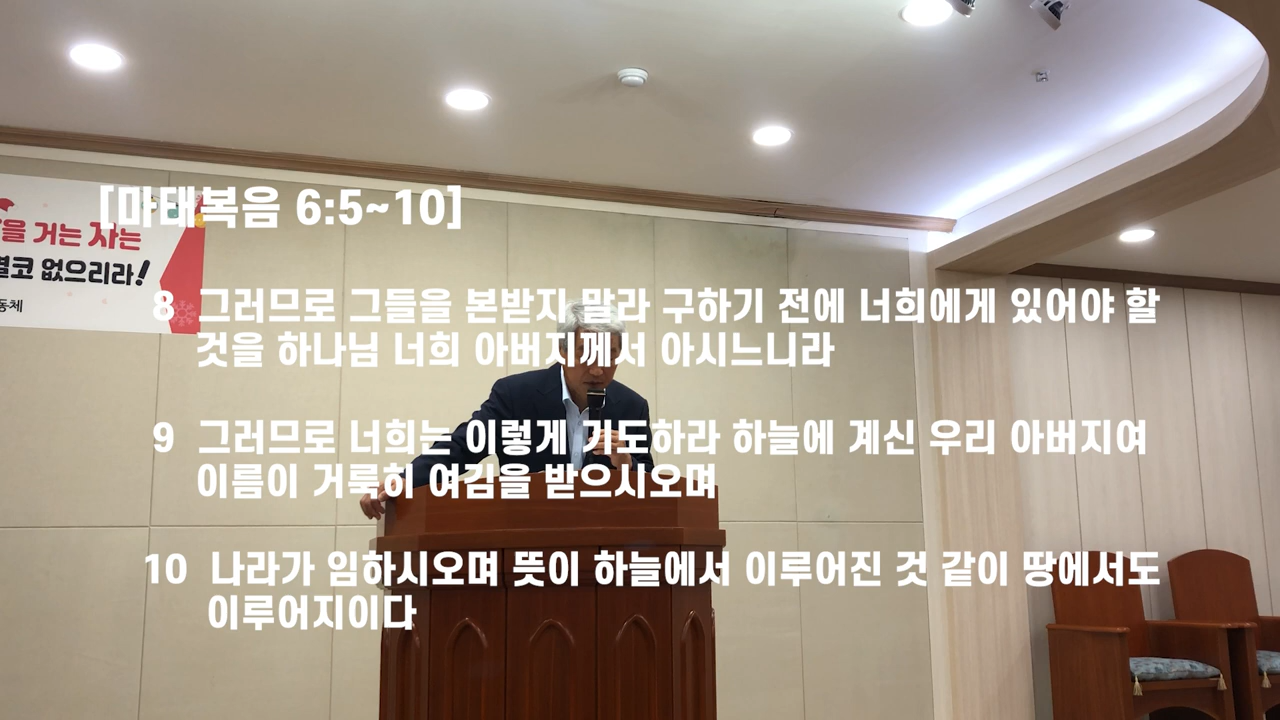 [마태복음 6:5~10]
을 거는 자는
결코 없으리라!
동체
8 그러므로 그들을 본받지 말라 구하기 전에 너희에게 있어야 할
것을 하나님 너희 아버지께서 아시느니라
9 그러므로 너희는 이렇게 기도하라 하늘에 계신 우리 아버지여
이름이 거룩히 여김을 받으시오며
10 나라가 임하시오며 뜻이 하늘에서 이루어진 것 같이 땅에서도
이루어지이다